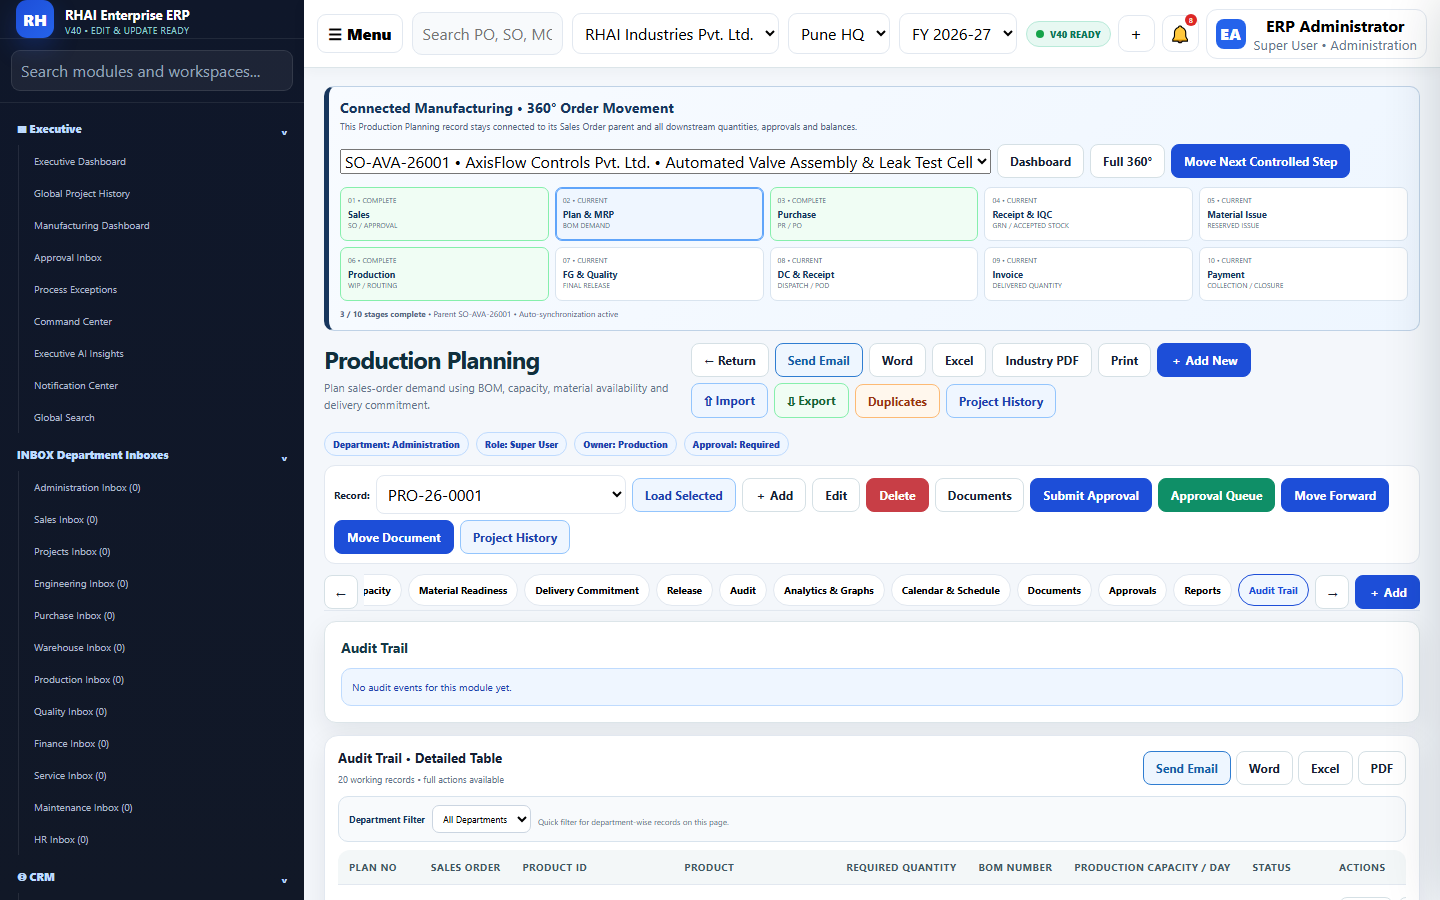 RH
RHAI Enterprise ERP
V40 • EDIT & UPDATE READY
Search modules and workspaces...
Executive
Executive Dashboard
Global Project History
Manufacturing Dashboard
Approval Inbox
Process Exceptions
Command Center
Executive AI Insights
Notification Center
Global Search
INBOX Department Inboxes
Administration Inbox (0)
Sales Inbox (0)
Projects Inbox (0)
Engineering Inbox (0)
Purchase Inbox (0)
Warehouse Inbox (0)
Production Inbox (0)
Quality Inbox (0)
Finance Inbox (0)
Service Inbox (0)
Maintenance Inbox (0)
HR Inbox (0)
CRM
☰ Menu
Search PO, SO, MO
RHAI Industries Pvt. Ltd.
Pune HQ
FY 2026-27
V40 READY
+
8
EA
ERP Administrator
Super User • Administration
Connected Manufacturing • 360° Order Movement
This Production Planning record stays connected to its Sales Order parent and all downstream quantities, approvals and balances.
SO-AVA-26001 • AxisFlow Controls Pvt. Ltd. • Automated Valve Assembly & Leak Test Cell
Dashboard
Full 360°
Move Next Controlled Step
01 • COMPLETE
Sales
SO / APPROVAL
02 • CURRENT
Plan & MRP
BOM DEMAND
03 • COMPLETE
Purchase
PR / PO
04 • CURRENT
Receipt & IQC
GRN / ACCEPTED STOCK
05 • CURRENT
Material Issue
RESERVED ISSUE
06 • COMPLETE
Production
WIP / ROUTING
07 • CURRENT
FG & Quality
FINAL RELEASE
08 • CURRENT
DC & Receipt
DISPATCH / POD
09 • CURRENT
Invoice
DELIVERED QUANTITY
10 • CURRENT
Payment
COLLECTION / CLOSURE
3 / 10 stages complete • Parent SO-AVA-26001 • Auto-synchronization active
Production Planning
Plan sales-order demand using BOM, capacity, material availability and
delivery commitment.
← Return
Send Email
Word
Excel
Industry PDF
Print
+ Add New
⇧ Import
⇩ Export
Duplicates
Project History
Department: Administration
Role: Super User
Owner: Production
Approval: Required
Record:
PRO-26-0001
Load Selected
+ Add
Edit
Delete
Documents
Submit Approval
Approval Queue
Move Forward
Move Document
Project History
←
pacity
Material Readiness
Delivery Commitment
Release
Audit
Analytics & Graphs
Calendar & Schedule
Documents
Approvals
Reports
Audit Trail
→
+ Add
Audit Trail
No audit events for this module yet.
Audit Trail • Detailed Table
20 working records • full actions available
Send Email
Word
Excel
PDF
Department Filter
All Departments
Quick filter for department-wise records on this page.
PLAN NO
SALES ORDER
PRODUCT ID
PRODUCT
REQUIRED QUANTITY
BOM NUMBER
PRODUCTION CAPACITY / DAY
STATUS
ACTIONS